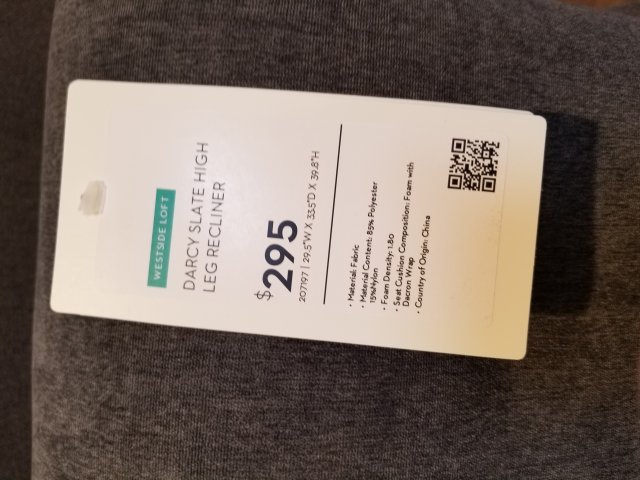 WESTSIDE LOFT
DARCY SLATE HIGH
LEG RECLINER
$295
207197 | 29.5"W X 33.5"D X 39.8"H
• Material: Fabric
• Material Content: 85% Polyester
15%Nylon
• Foam Density: 1.80
• Seat Cushion Composition: Foam with
Dacron Wrap
• Country of Origin: China